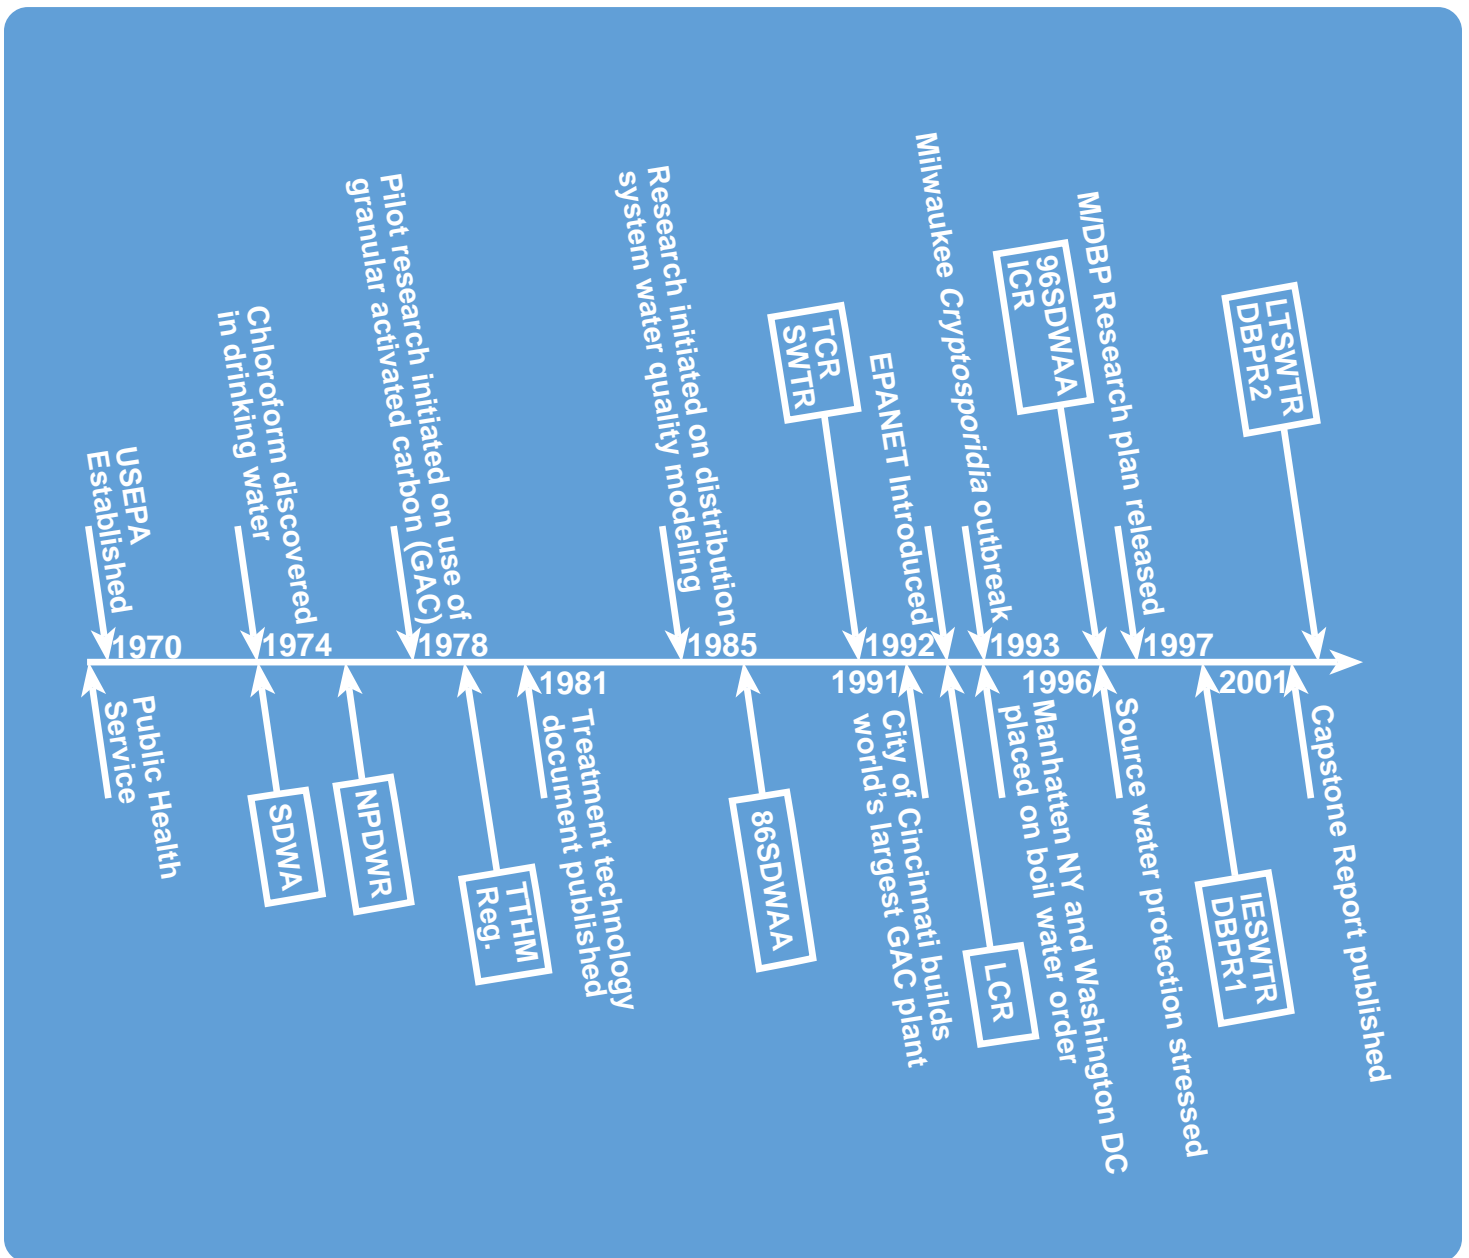 USEPA
Established
Chloroform discovered
in drinking water
Pilot research initiated on use of
granular activated carbon (GAC)
Research initiated on distribution
system water quality modeling
TCR
SWTR
EPANET Introduced
Milwaukee Cryptosporidia outbreak
96SDWAA
ICR
M/DBP Research plan released
LTSWTR
DBPR2
1970
1974
1978
1985
1992
1993
1997
1981
1991
1996
2001
Public Health
Service
SDWA
NPDWR
TTHM
Reg.
Treatment technology
document published
86SDWAA
City of Cincinnati builds
world's largest GAC plant
LCR
Manhatten NY and Washington DC
placed on boil water order
Source water protection stressed
IESWTR
DBPR1
Capstone Report published